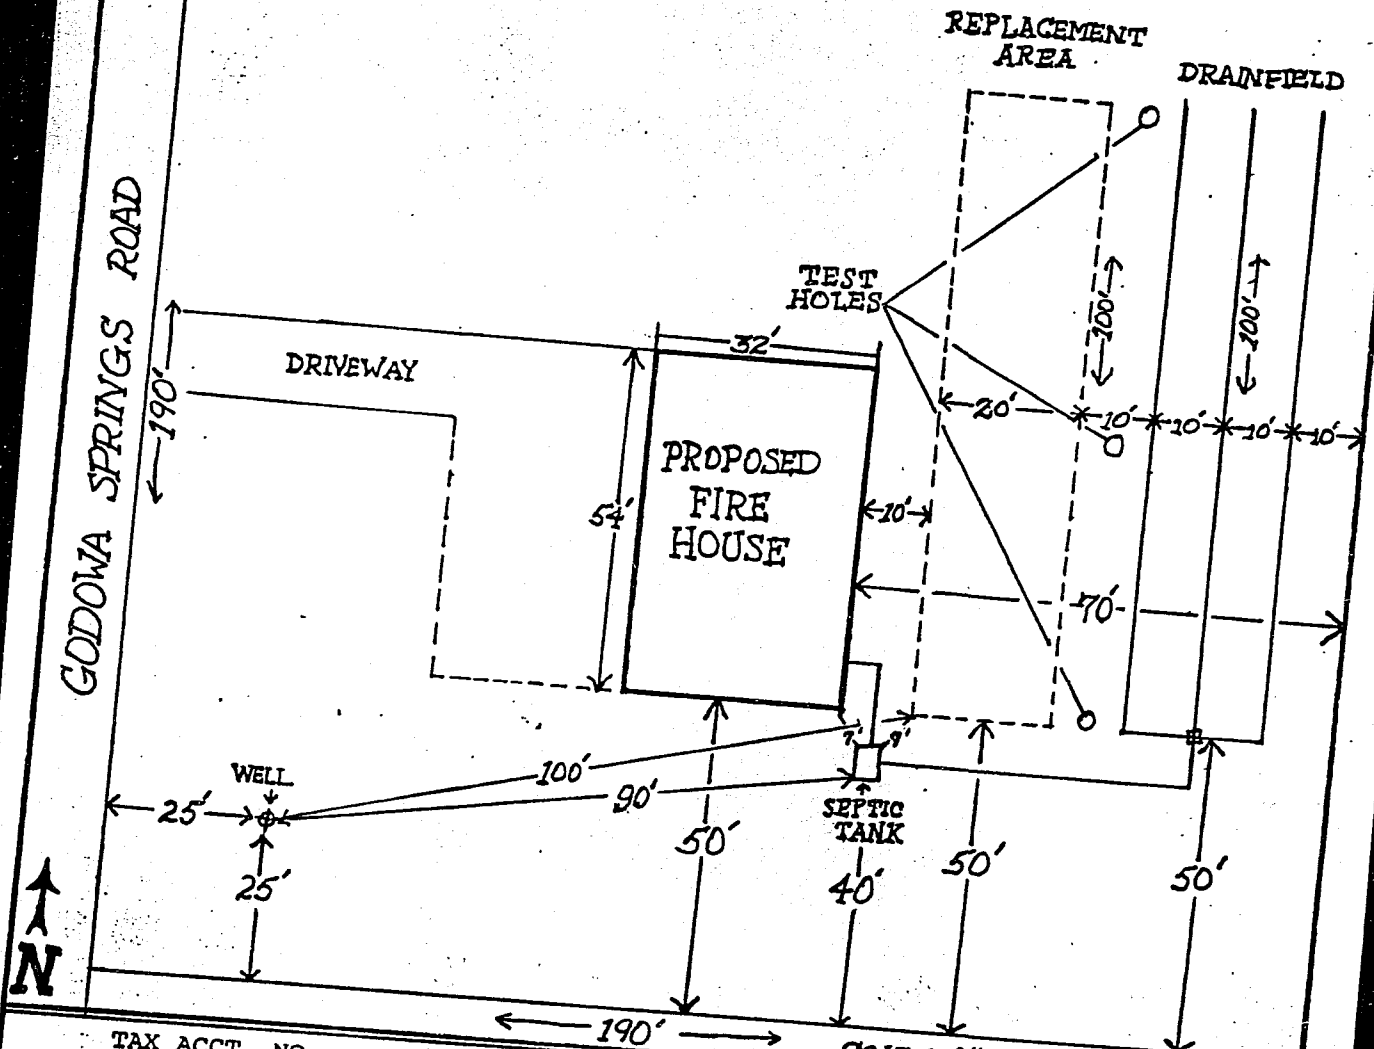 REPLACEMENT
AREA
DRAINFIELD
GODOWA SPRINGS ROAD
190'
DRIVEWAY
TEST
HOLES
32'
54'
PROPOSED
FIRE
HOUSE
100'
100'
20'
10'
10'
10'
10'
10'
70'
WELL
7'
100'
90'
25'
25'
SEPTIC
TANK
50'
40'
50'
50'
N
190'
TAX ACCT. NO